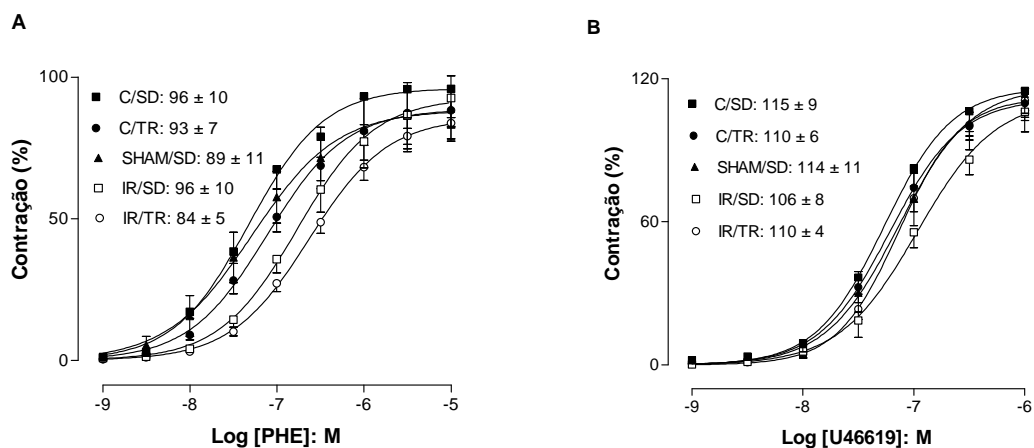 A
Contração (%)
100
50
0
C/SD: 96 ± 10
C/TR: 93 ± 7
SHAM/SD: 89 ± 11
IR/SD: 96 ± 10
IR/TR: 84 ± 5
-9 -8 -7 -6 -5
Log [PHE]: M
B
Contração (%)
120
60
0
C/SD: 115 ± 9
C/TR: 110 ± 6
SHAM/SD: 114 ± 11
IR/SD: 106 ± 8
IR/TR: 110 ± 4
-9 -8 -7 -6
Log [U46619]: M